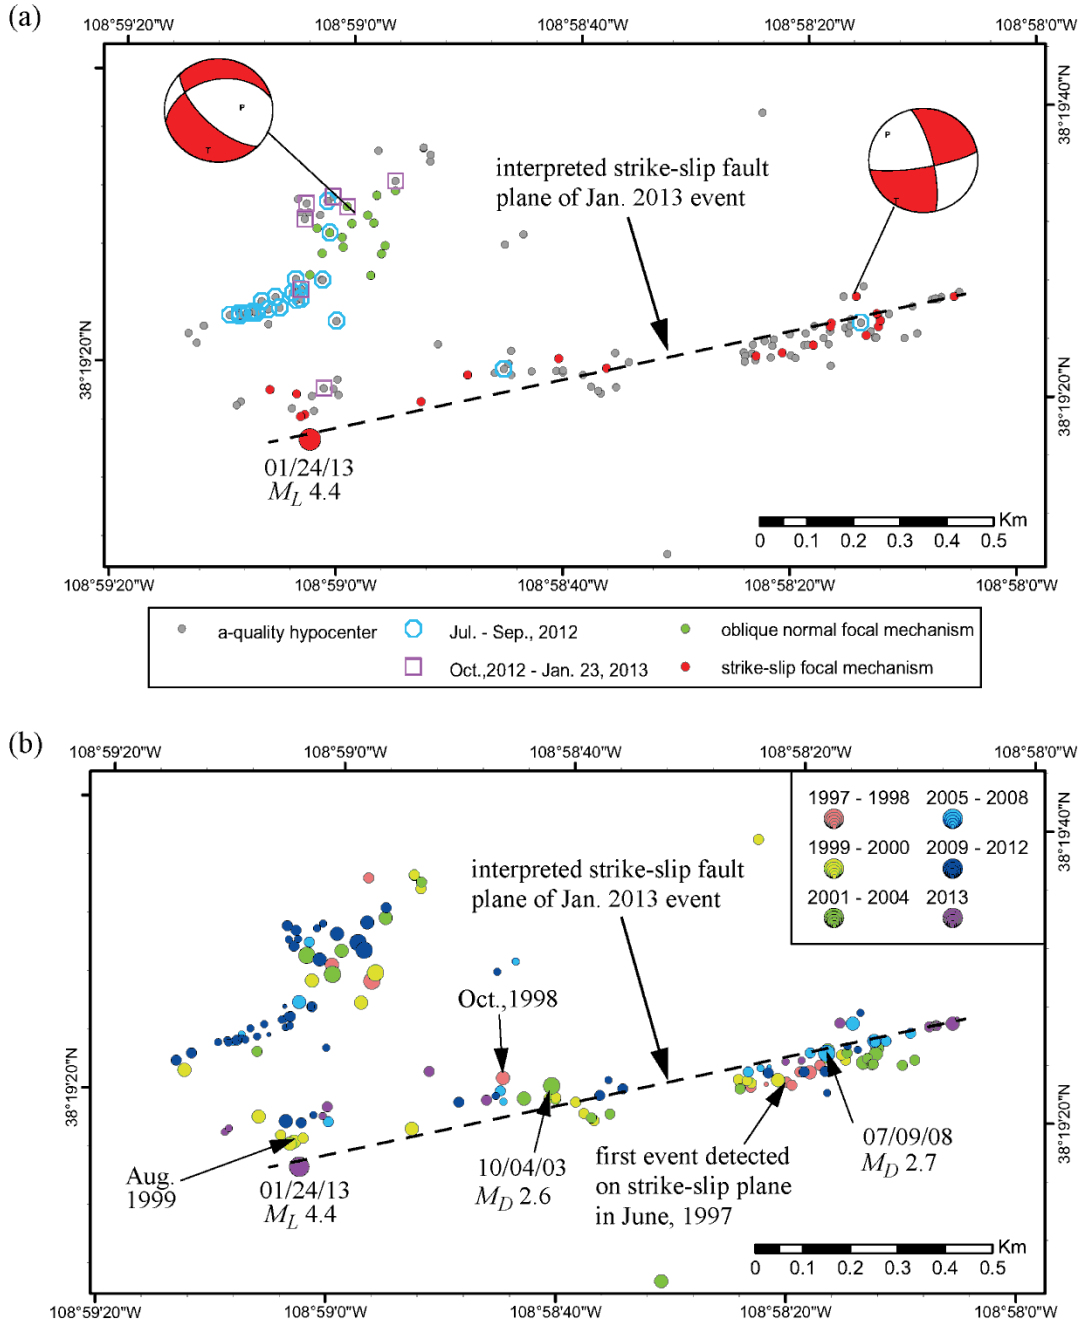 (a)
108°59'20"W
108°59'0"W
108°58'40"W
108°58'20"W
108°58'0"W
38°19'40"N
38°19'20"N
38°19'20"N
P
T
P
T
interpreted strike-slip fault
plane of Jan. 2013 event
01/24/13
M_L 4.4
Km
0 0.1 0.2 0.3 0.4 0.5
108°59'20"W
108°59'0"W
108°58'40"W
108°58'20"W
108°58'0"W
a-quality hypocenter
Jul. - Sep., 2012
oblique normal focal mechanism
Oct.,2012 - Jan. 23, 2013
strike-slip focal mechanism
(b)
108°59'20"W
108°59'0"W
108°58'40"W
108°58'20"W
108°58'0"W
38°19'40"N
38°19'20"N
38°19'20"N
1997 - 1998
2005 - 2008
1999 - 2000
2009 - 2012
2001 - 2004
2013
interpreted strike-slip fault
plane of Jan. 2013 event
Oct.,1998
Aug.
1999
01/24/13
M_L 4.4
10/04/03
M_D 2.6
first event detected
on strike-slip plane
in June, 1997
07/09/08
M_D 2.7
Km
0 0.1 0.2 0.3 0.4 0.5
108°59'20"W
108°59'0"W
108°58'40"W
108°58'20"W
108°58'0"W